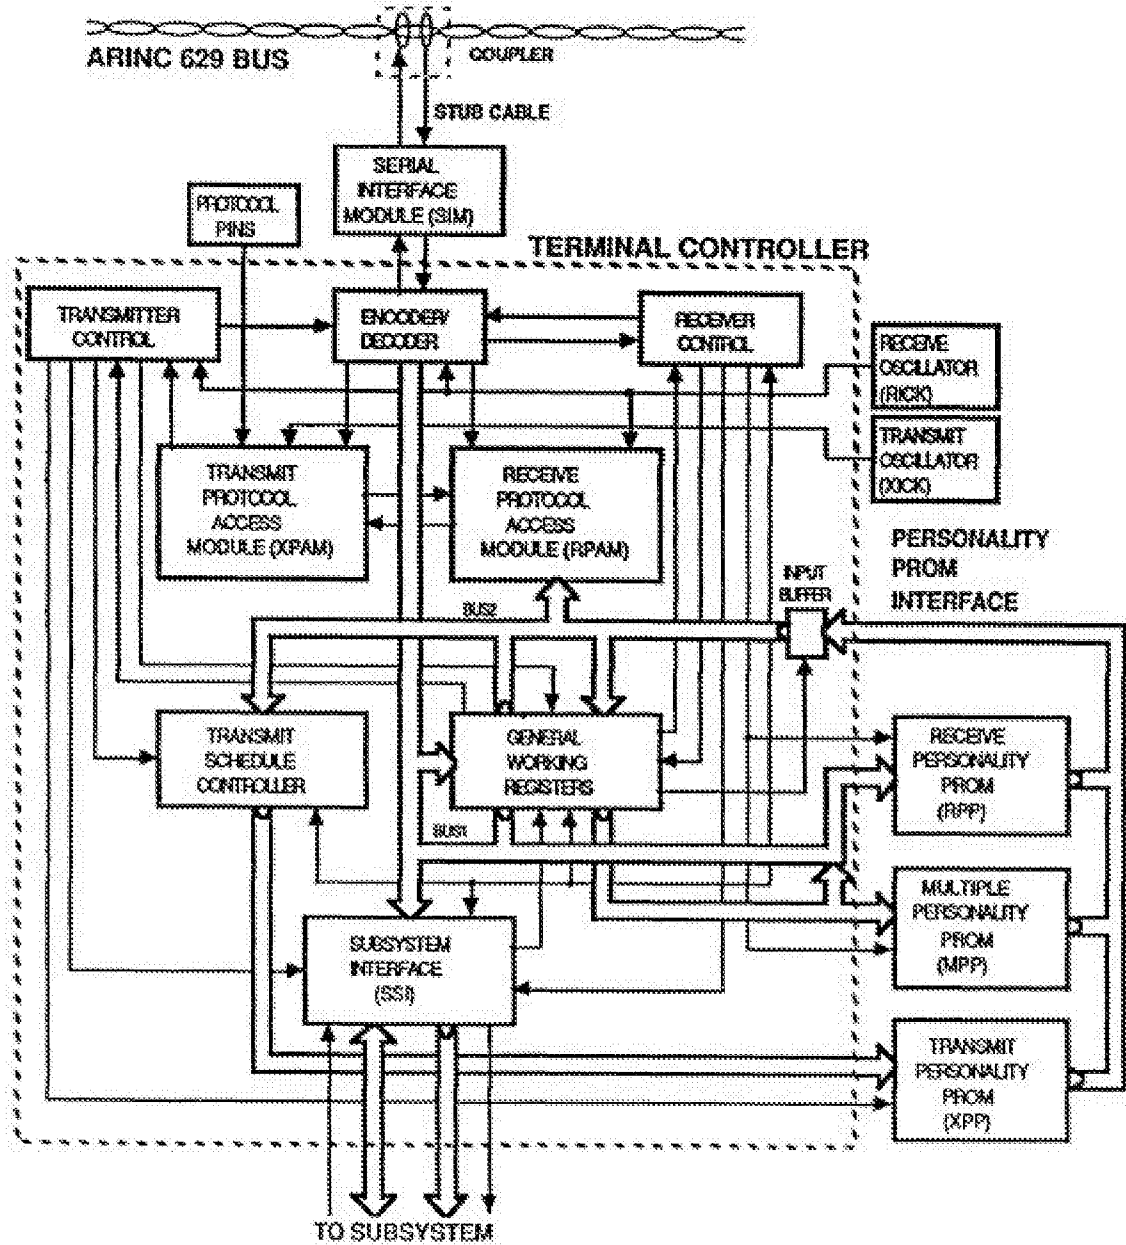 ARINC 629 BUS
COUPLER
STUB CABLE
SERIAL
INTERFACE
MODULE (SIM)
PROTOCOL
PINS
TERMINAL CONTROLLER
TRANSMITTER
CONTROL
ENCODER/
DECODER
RECEIVER
CONTROL
RECEIVE
OSCILLATOR
(RICK)
TRANSMIT
OSCILLATOR
(XICK)
TRANSMIT
PROTOCOL
ACCESS
MODULE (XPAM)
RECEIVE
PROTOCOL
ACCESS
MODULE (RPAM)
PERSONALITY
PROM
INTERFACE
INPUT
BUFFER
BUS2
TRANSMIT
SCHEDULE
CONTROLLER
GENERAL
WORKING
REGISTERS
RECEIVE
PERSONALITY
PROM
(RPP)
BUS1
MULTIPLE
PERSONALITY
PROM
(MPP)
SUBSYSTEM
INTERFACE
(SSI)
TRANSMIT
PERSONALITY
PROM
(XPP)
TO SUBSYSTEM